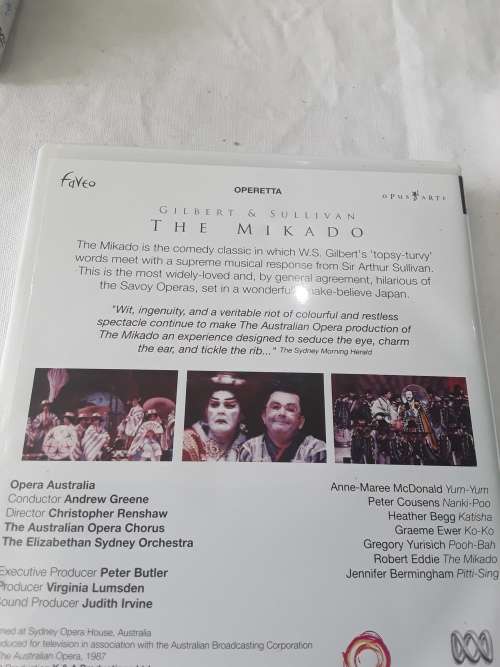 faveo
OPERETTA
OPUS ARTE
GILBERT & SULLIVAN
THE MIKADO
The Mikado is the comedy classic in which W.S. Gilbert's 'topsy-turvy'
words meet with a supreme musical response from Sir Arthur Sullivan.
This is the most widely-loved and, by general agreement, hilarious of
the Savoy Operas, set in a wonderful make-believe Japan.
"Wit, ingenuity, and a veritable riot of colourful and restless
spectacle continue to make The Australian Opera production of
The Mikado an experience designed to seduce the eye, charm
the ear, and tickle the rib..." The Sydney Morning Herald
Opera Australia
Conductor Andrew Greene
Director Christopher Renshaw
The Australian Opera Chorus
The Elizabethan Sydney Orchestra
Executive Producer Peter Butler
Producer Virginia Lumsden
Sound Producer Judith Irvine
Anne-Maree McDonald Yum-Yum
Peter Cousens Nanki-Poo
Heather Begg Katisha
Graeme Ewer Ko-Ko
Gregory Yurisich Pooh-Bah
Robert Eddie The Mikado
Jennifer Bermingham Pitti-Sing
med at Sydney Opera House, Australia
duced for television in association with the Australian Broadcasting Corporation
The Australian Opera, 1987